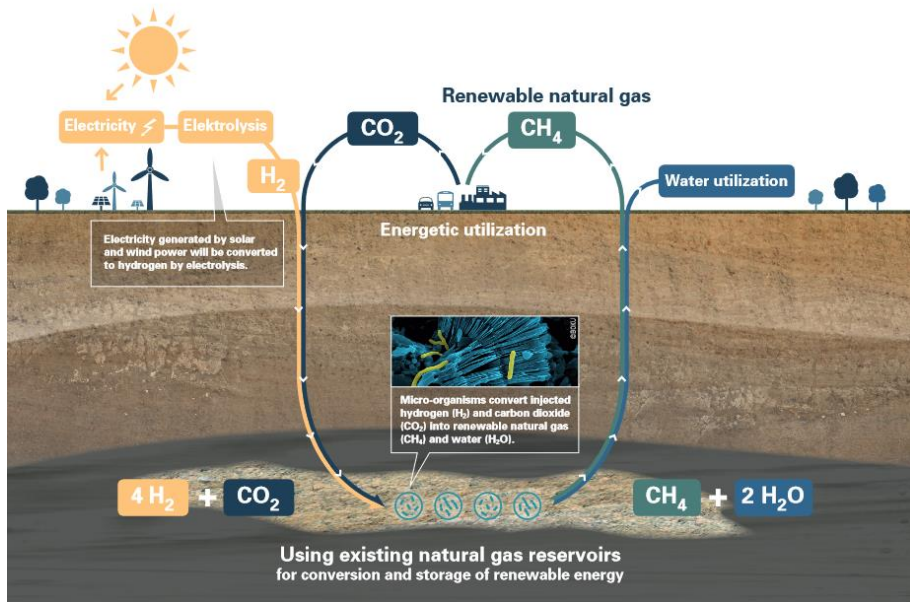 Renewable natural gas
Electricity
Elektrolysis
CO₂
CH₄
H₂
Water utilization
Energetic utilization
Electricity generated by solar
and wind power will be converted
to hydrogen by electrolysis.
©BOKU
Micro-organisms convert injected
hydrogen (H₂) and carbon dioxide
(CO₂) into renewable natural gas
(CH₄) and water (H₂O).
4 H₂ + CO₂
CH₄ + 2 H₂O
Using existing natural gas reservoirs
for conversion and storage of renewable energy